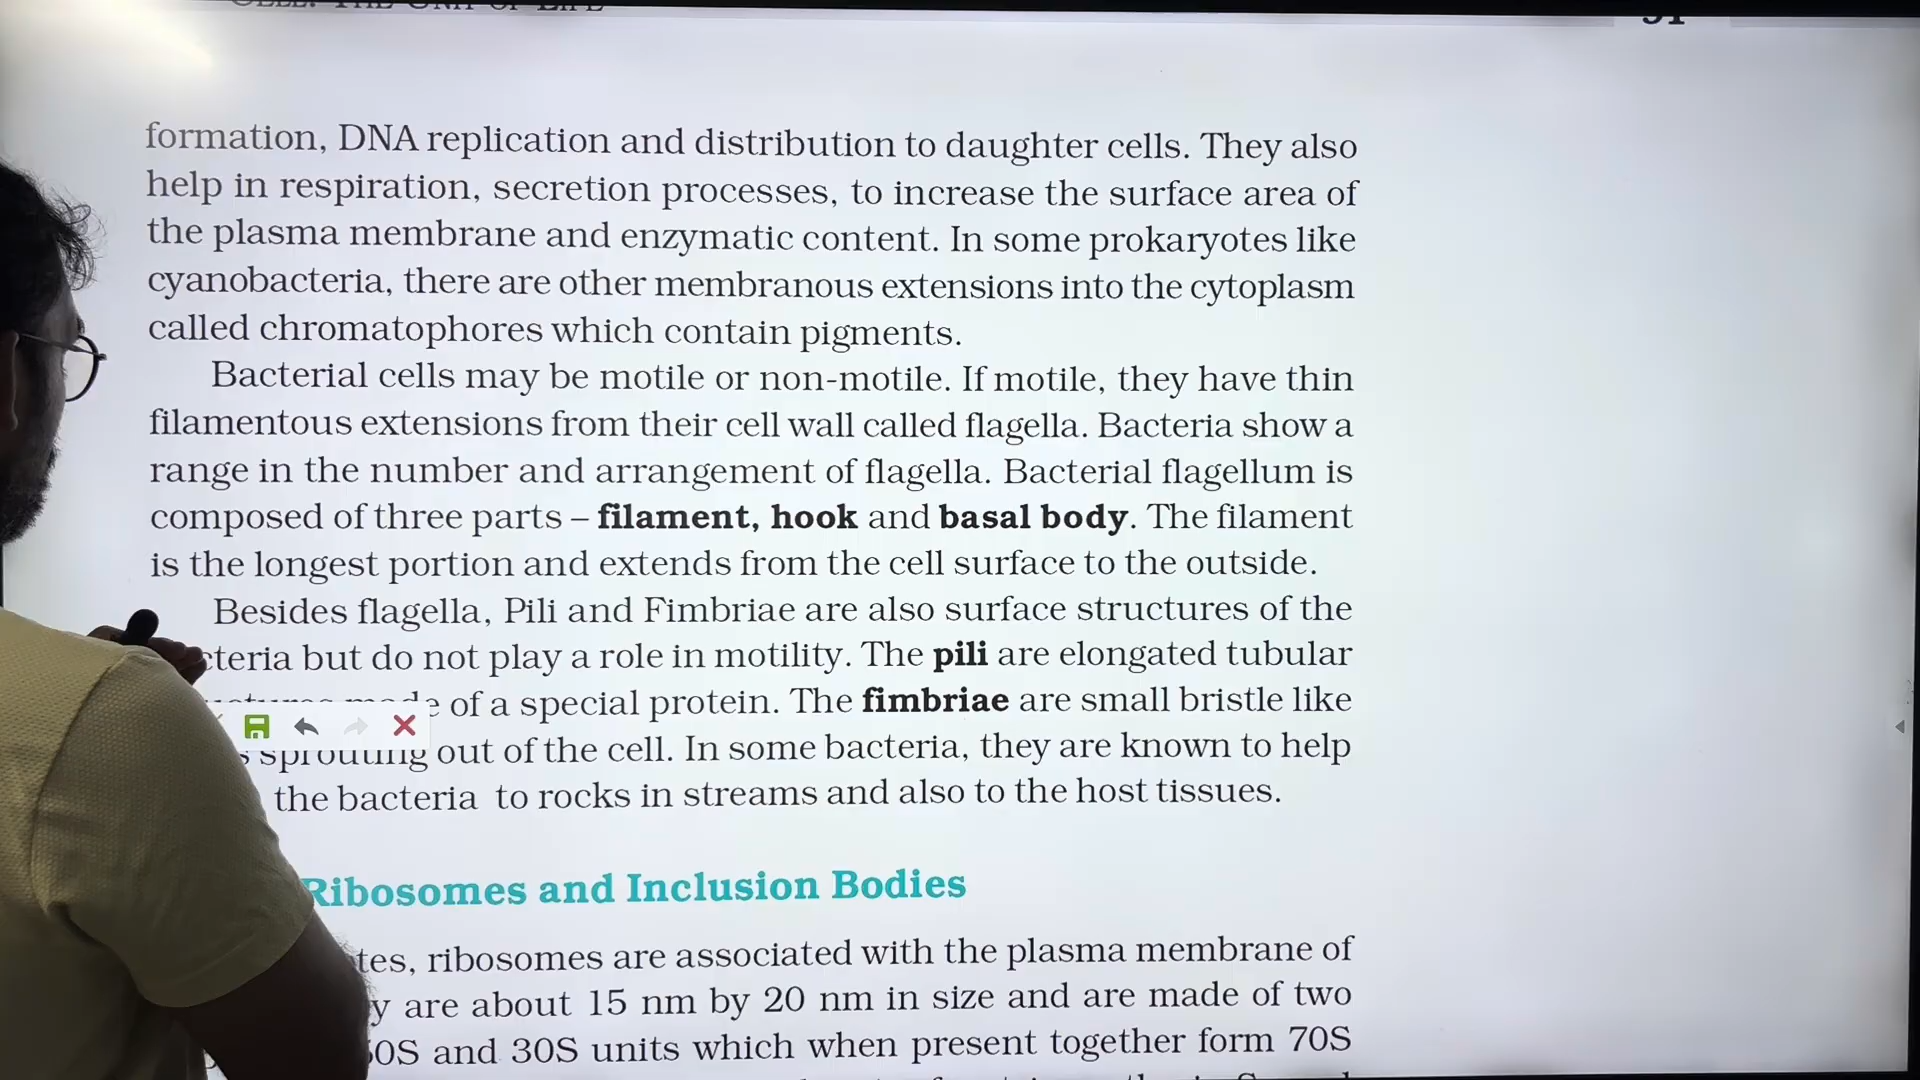 CELL: THE UNIT OF LIFE
91
formation, DNA replication and distribution to daughter cells. They also
help in respiration, secretion processes, to increase the surface area of
the plasma membrane and enzymatic content. In some prokaryotes like
cyanobacteria, there are other membranous extensions into the cytoplasm
called chromatophores which contain pigments.
Bacterial cells may be motile or non-motile. If motile, they have thin
filamentous extensions from their cell wall called flagella. Bacteria show a
range in the number and arrangement of flagella. Bacterial flagellum is
composed of three parts – filament, hook and basal body. The filament
is the longest portion and extends from the cell surface to the outside.
Besides flagella, Pili and Fimbriae are also surface structures of the
cteria but do not play a role in motility. The pili are elongated tubular
of a special protein. The fimbriae are small bristle like
sprouting out of the cell. In some bacteria, they are known to help
the bacteria to rocks in streams and also to the host tissues.
Ribosomes and Inclusion Bodies
tes, ribosomes are associated with the plasma membrane of
y are about 15 nm by 20 nm in size and are made of two
0S and 30S units which when present together form 70S